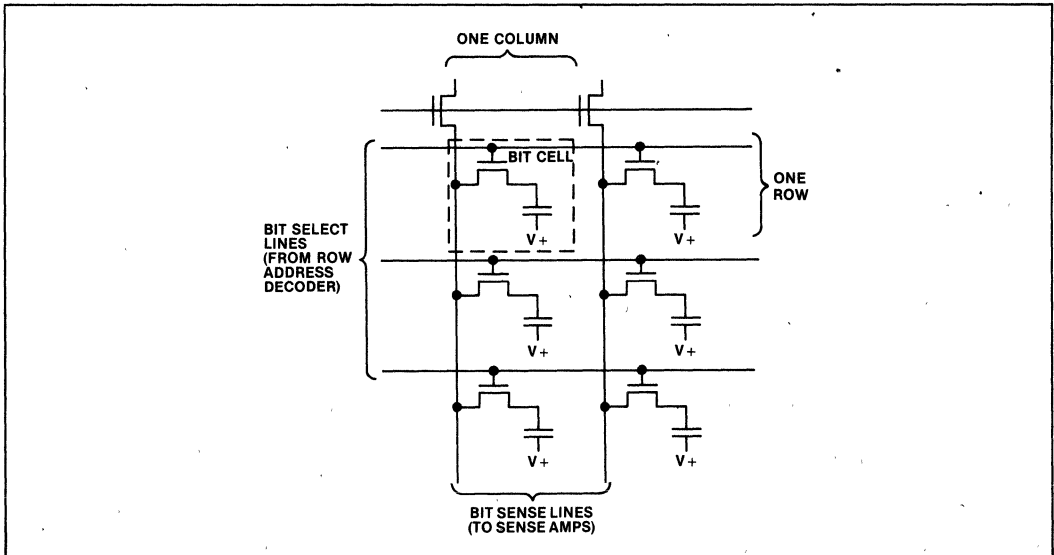 ONE COLUMN
BIT CELL
ONE
ROW
V+
V+
BIT SELECT
LINES
(FROM ROW
ADDRESS
DECODER)
V+
V+
V+
V+
BIT SENSE LINES
(TO SENSE AMPS)